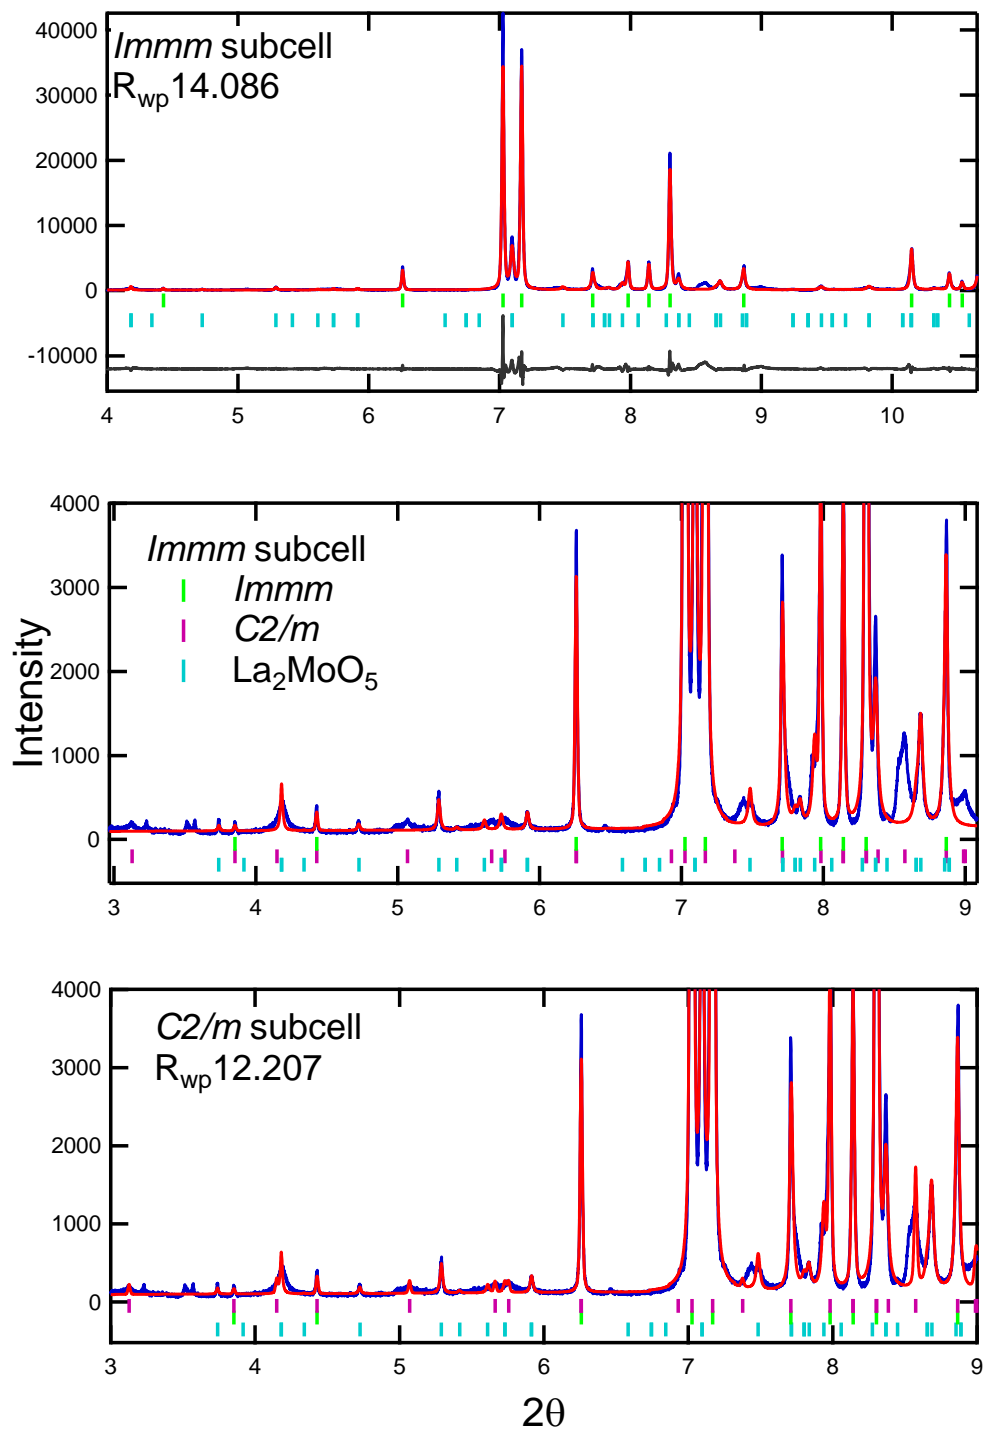 40000
30000
20000
10000
0
-10000
Immm subcell
Rwp14.086
4 5 6 7 8 9 10
4000
3000
2000
1000
0
Immm subcell
Immm
C2/m
La2MoO5
Intensity
3 4 5 6 7 8 9
4000
3000
2000
1000
0
C2/m subcell
Rwp12.207
3 4 5 6 7 8 9
2θ